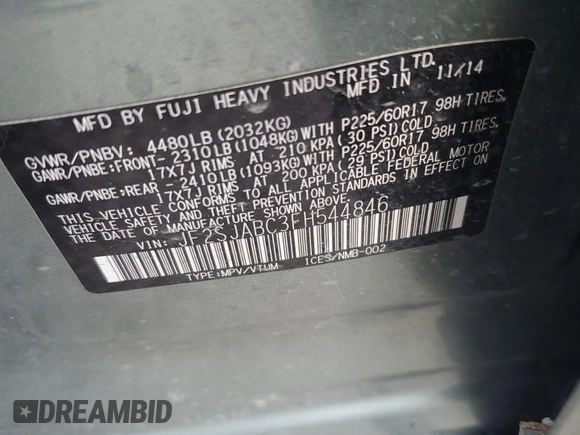 MFD BY FUJI HEAVY INDUSTRIES LTD.
MFD IN 11/14
GVWR/PNBV: 4480LB (2032KG)
GAWR/PNBE:FRONT- 2310LB (1048KG)WITH P225/60R17 98H TIRES,
17X7J RIMS AT 210 KPA (30 PSI)COLD
GAWR/PNBE:REAR - 2410LB (1093KG)WITH P225/60R17 98H TIRES,
17X7J RIMS AT 200 KPA (29 PSI)COLD
THIS VEHICLE CONFORMS TO ALL APPLICABLE FEDERAL MOTOR
VEHICLE SAFETY AND THEFT PREVENTION STANDARDS IN EFFECT ON
THE DATE OF MANUFACTURE SHOWN ABOVE.
VIN: JF2SJABC3FH544846
TYPE:MPV/VTUM ICES/NMB-002
DREAMBID